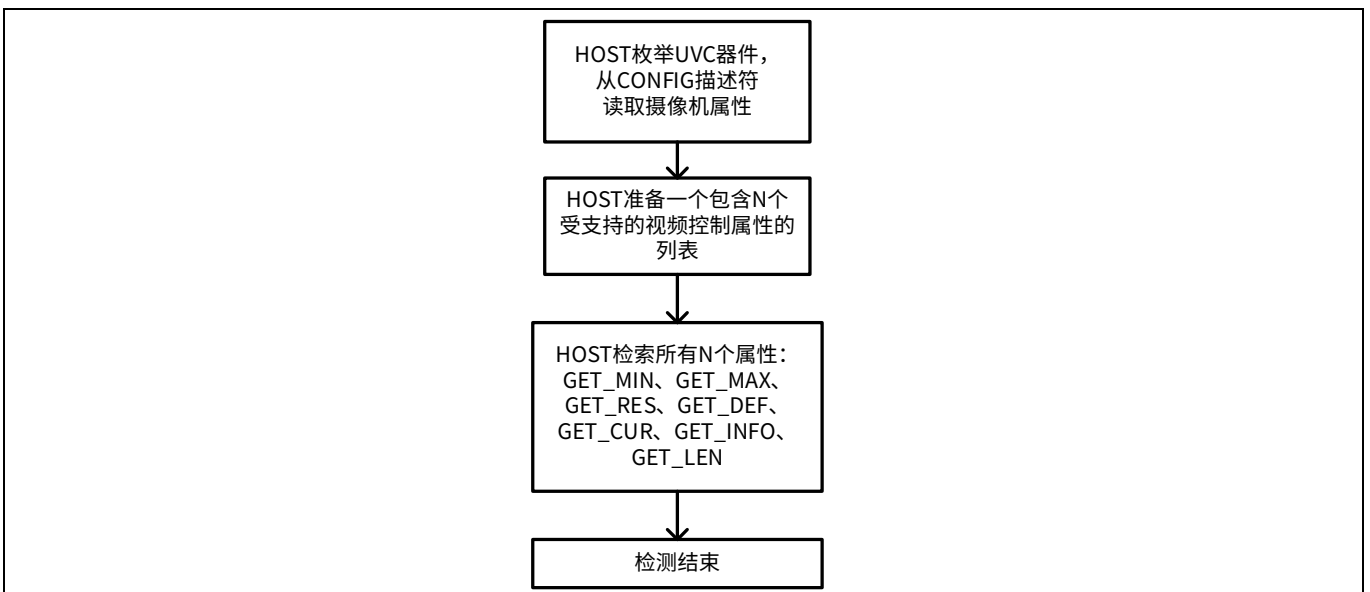 HOST枚举UVC器件，
从CONFIG描述符
读取摄像机属性
HOST准备一个包含N个
受支持的视频控制属性的
列表
HOST检索所有N个属性：
GET_MIN、GET_MAX、
GET_RES、GET_DEF、
GET_CUR、GET_INFO、
GET_LEN
检测结束